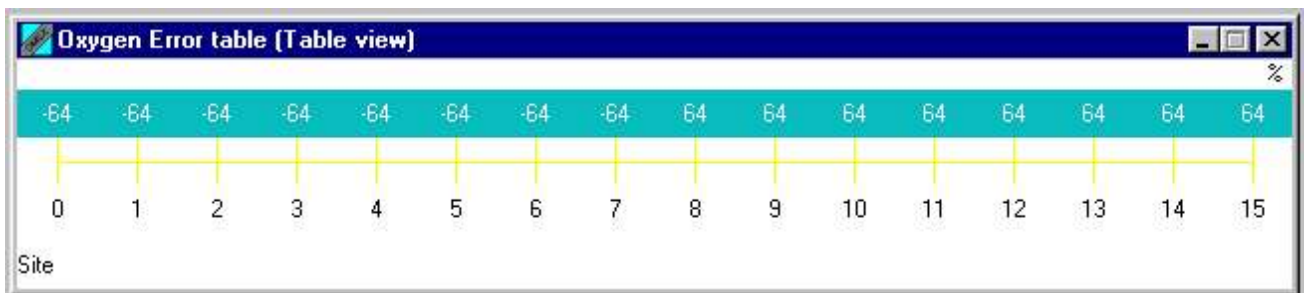 Oxygen Error table (Table view)
%
-64 -64 -64 -64 -64 -64 -64 -64 64 64 64 64 64 64 64 64
0 1 2 3 4 5 6 7 8 9 10 11 12 13 14 15
Site